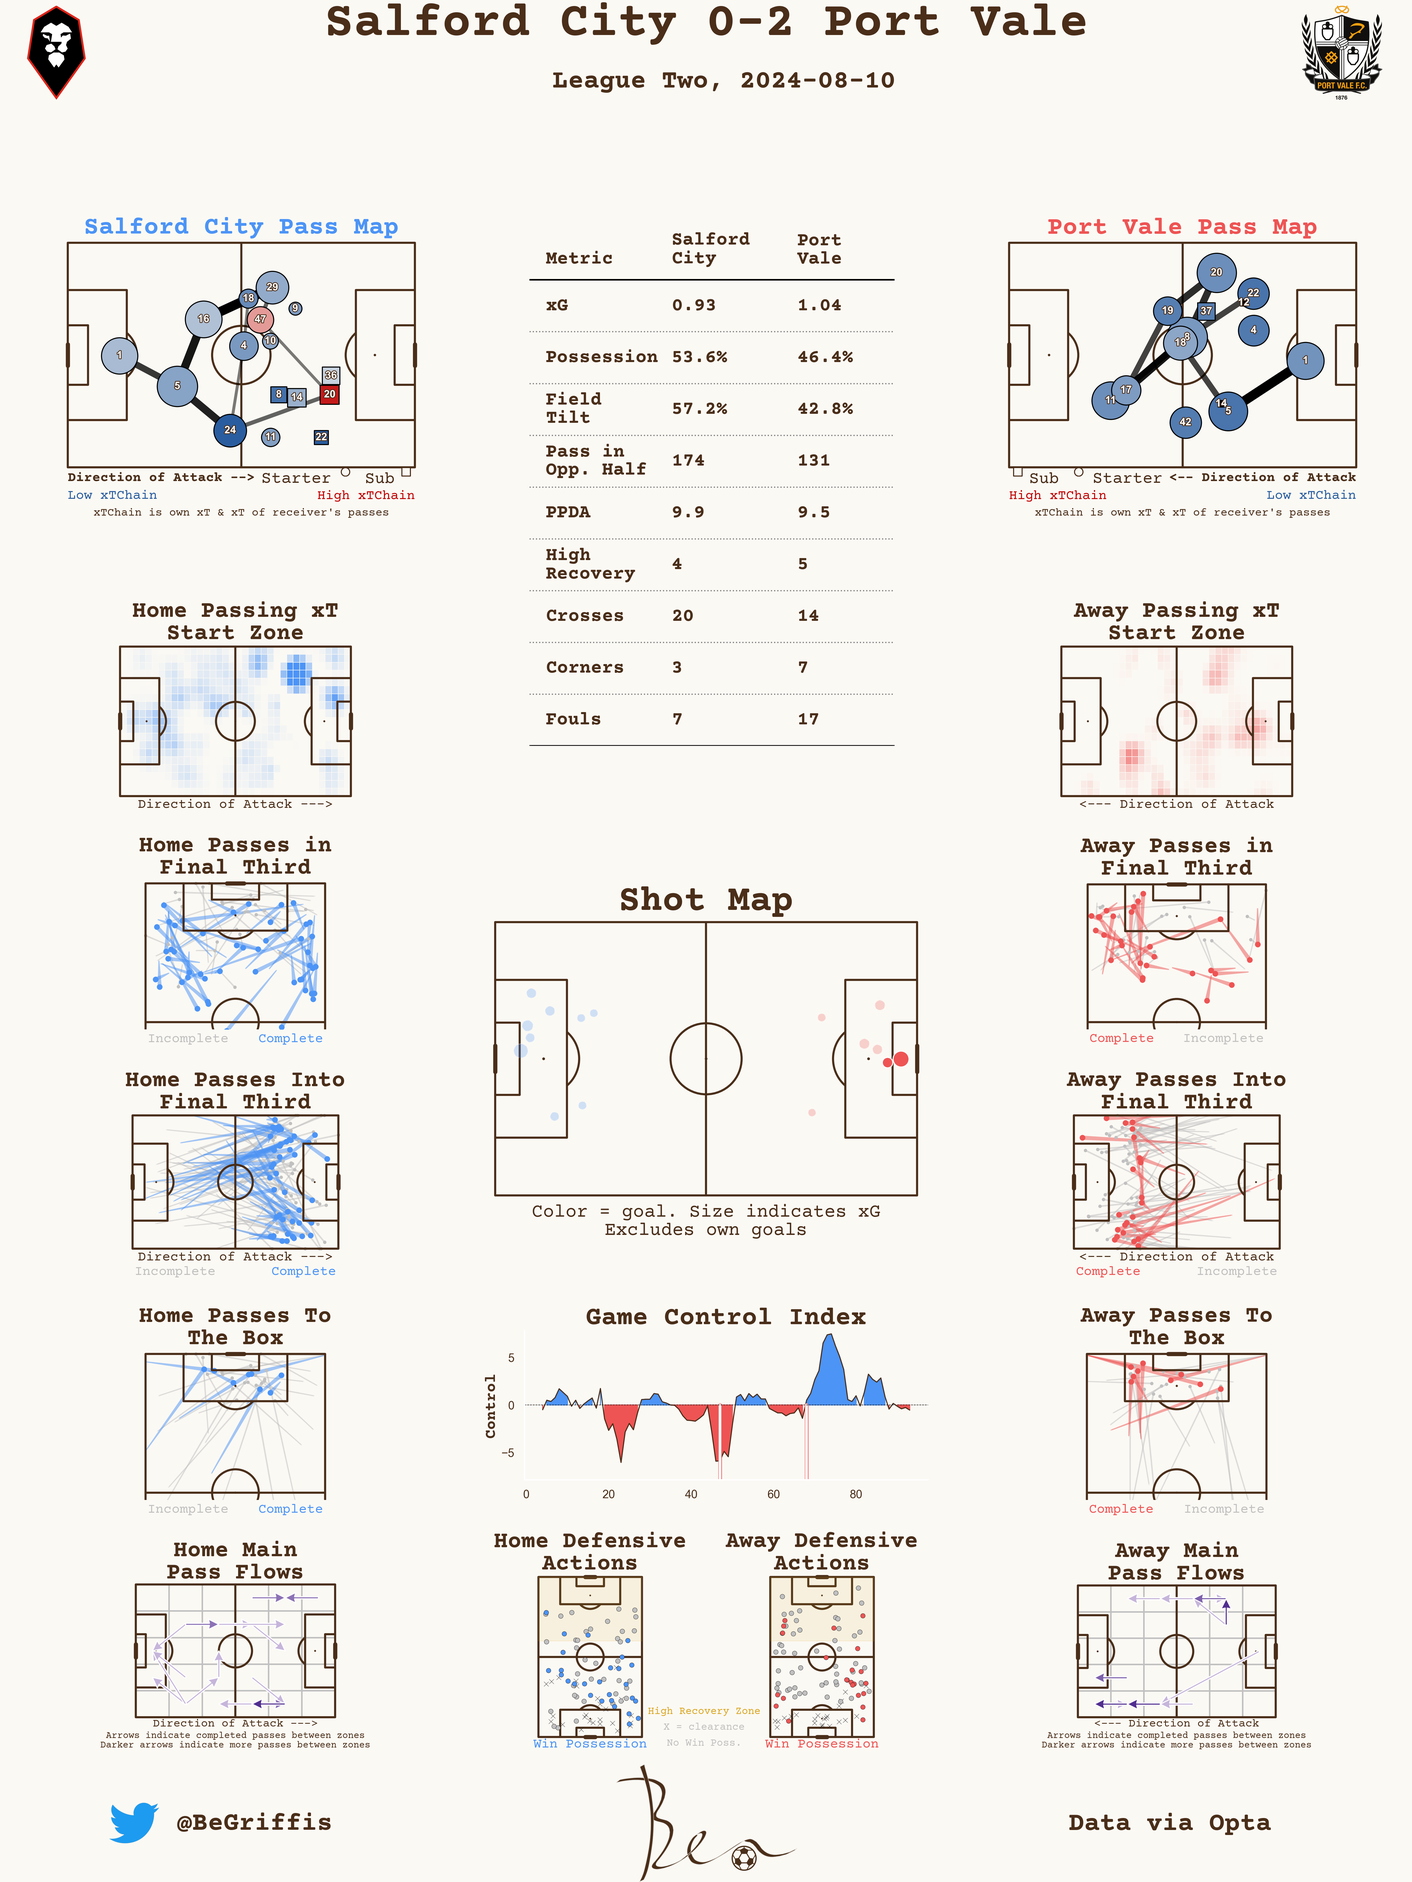 Salford City 0-2 Port Vale
League Two, 2024-08-10
PORT VALE F.C.
1876
Salford City Pass Map
1
16
5
24
18
29
9
47
10
4
36
8
14
20
11
22
Direction of Attack --> Starter Sub
Low xTChain High xTChain
xTChain is own xT & xT of receiver's passes
Metric Salford City Port Vale
xG 0.93 1.04
Possession 53.6% 46.4%
Field Tilt 57.2% 42.8%
Pass in Opp. Half 174 131
PPDA 9.9 9.5
High Recovery 4 5
Crosses 20 14
Corners 3 7
Fouls 7 17
Port Vale Pass Map
20
22
12
19
37
8
18
4
1
17
11
14
5
42
Sub Starter <-- Direction of Attack
High xTChain Low xTChain
xTChain is own xT & xT of receiver's passes
Home Passing xT
Start Zone
Direction of Attack --->
Away Passing xT
Start Zone
<--- Direction of Attack
Home Passes in
Final Third
Incomplete Complete
Away Passes in
Final Third
Complete Incomplete
Shot Map
Color = goal. Size indicates xG
Excludes own goals
Home Passes Into
Final Third
Direction of Attack --->
Incomplete Complete
Away Passes Into
Final Third
<--- Direction of Attack
Complete Incomplete
Home Passes To
The Box
Incomplete Complete
Game Control Index
Control
5
0
−5
0 20 40 60 80
Away Passes To
The Box
Complete Incomplete
Home Main
Pass Flows
Direction of Attack --->
Arrows indicate completed passes between zones
Darker arrows indicate more passes between zones
Home Defensive
Actions
Win Possession
High Recovery Zone
X = clearance
No Win Poss.
Away Defensive
Actions
Win Possession
Away Main
Pass Flows
<--- Direction of Attack
Arrows indicate completed passes between zones
Darker arrows indicate more passes between zones
@BeGriffis
Ben
Data via Opta